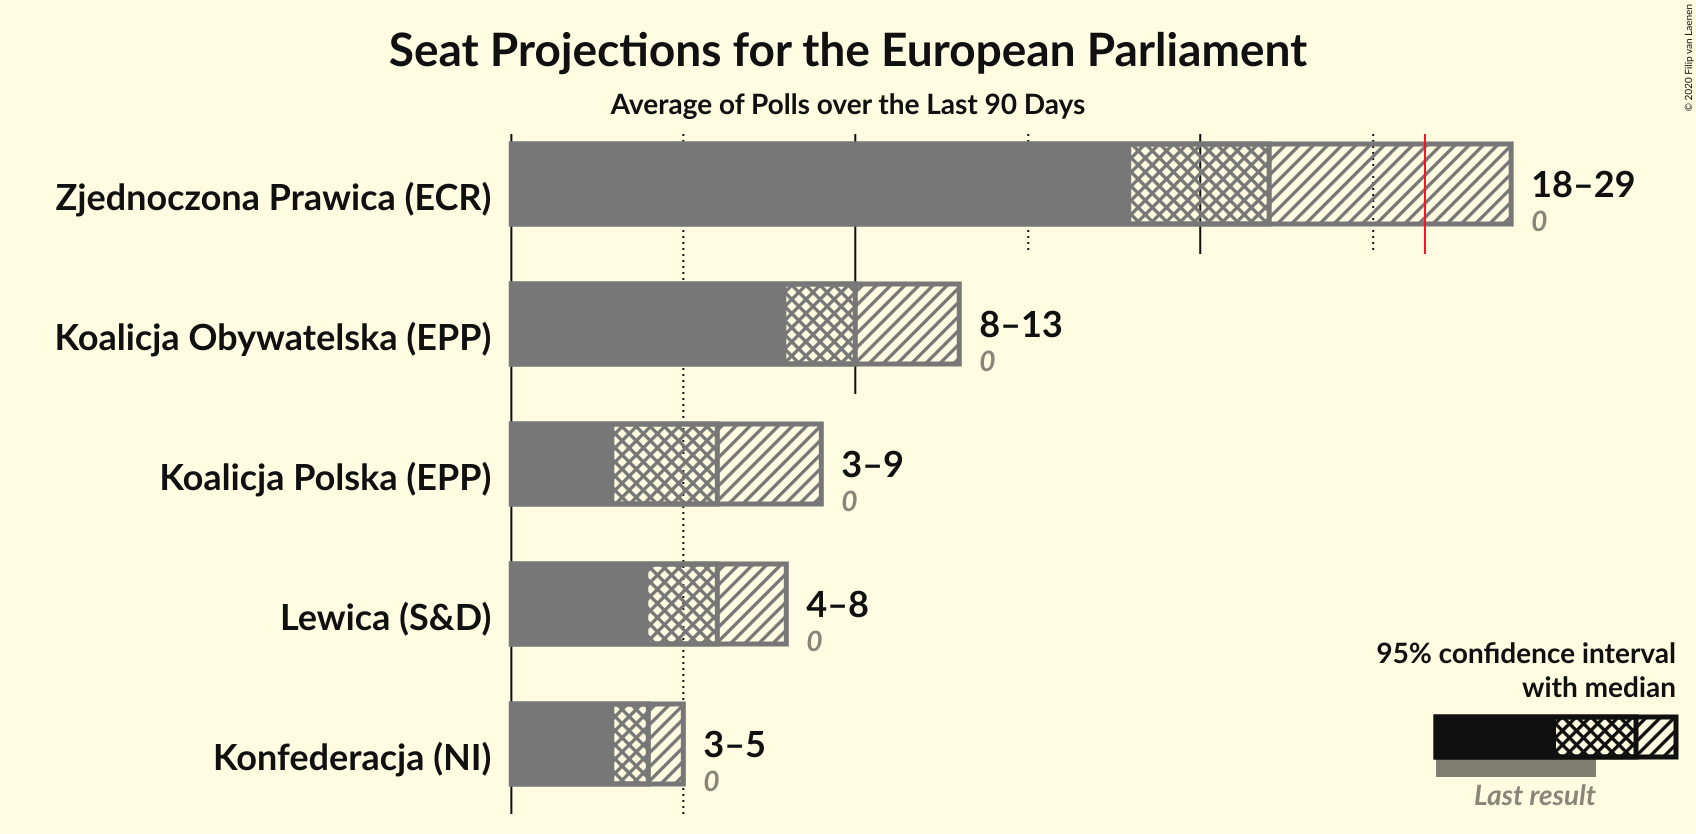 Seat Projections for the European Parliament
Average of Polls over the Last 90 Days
© 2020 Filip van Laenen
Zjednoczona Prawica (ECR)
18–29
0
Koalicja Obywatelska (EPP)
8–13
0
Koalicja Polska (EPP)
3–9
0
Lewica (S&D)
4–8
0
Konfederacja (NI)
3–5
0
95% confidence interval
with median
Last result